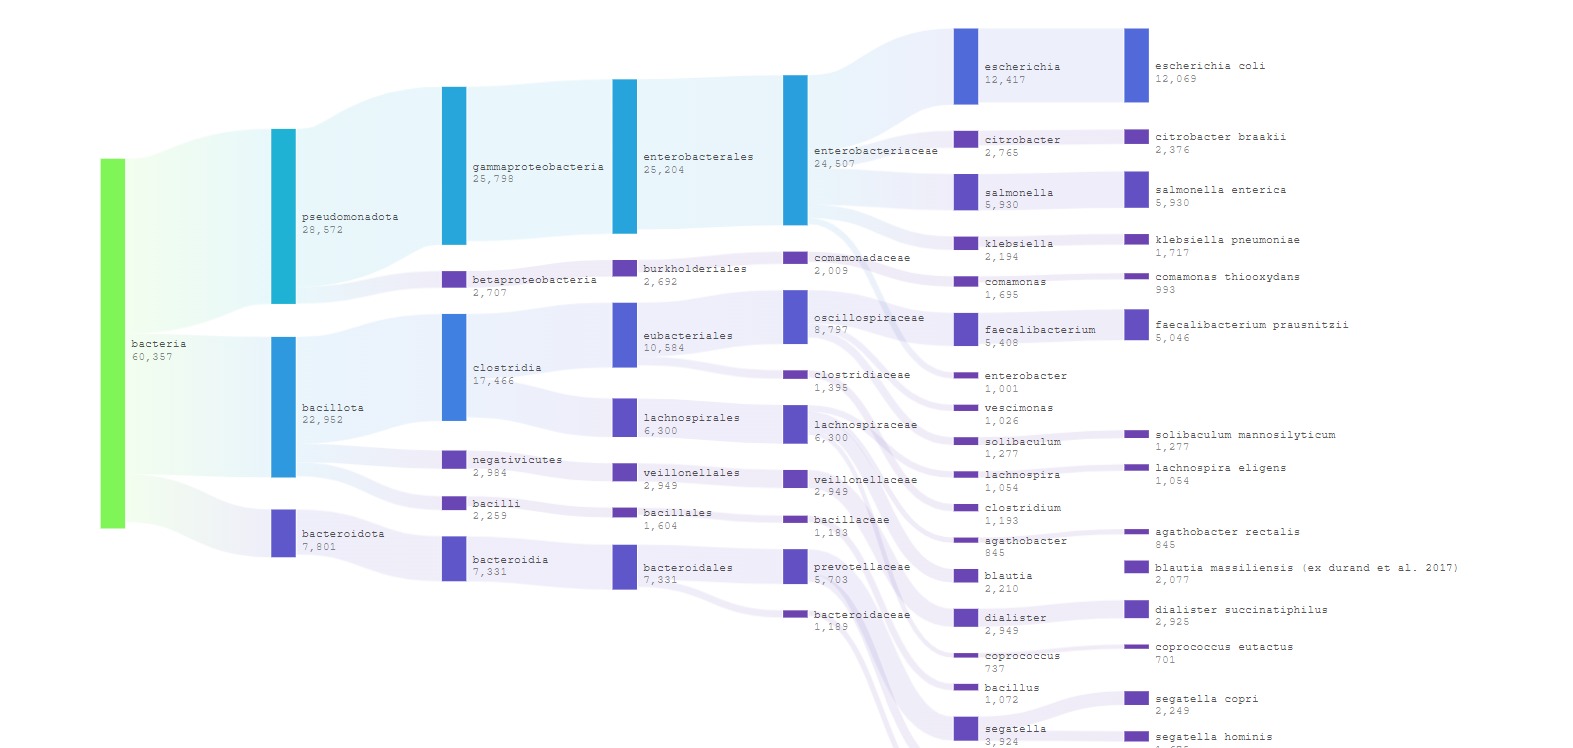 bacteria
60,357
pseudomonadota
28,572
bacillota
22,952
bacteroidota
7,801
gammaproteobacteria
25,798
betaproteobacteria
2,707
clostridia
17,466
negativicutes
2,984
bacilli
2,259
bacteroidia
7,331
enterobacterales
25,204
burkholderiales
2,692
eubacteriales
10,584
lachnospirales
6,300
veillonellales
2,949
bacillales
1,604
bacteroidales
7,331
enterobacteriaceae
24,507
comamonadaceae
2,009
oscillospiraceae
8,797
clostridiaceae
1,395
lachnospiraceae
6,300
veillonellaceae
2,949
bacillaceae
1,183
prevotellaceae
5,703
bacteroidaceae
1,189
escherichia
12,417
citrobacter
2,765
salmonella
5,930
klebsiella
2,194
comamonas
1,695
faecalibacterium
5,408
enterobacter
1,001
vescimonas
1,026
solibaculum
1,277
lachnospira
1,054
clostridium
1,193
agathobacter
845
blautia
2,210
dialister
2,949
coprococcus
737
bacillus
1,072
segatella
3,924
escherichia coli
12,069
citrobacter braakii
2,376
salmonella enterica
5,930
klebsiella pneumoniae
1,717
comamonas thiooxydans
993
faecalibacterium prausnitzii
5,046
solibaculum mannosilyticum
1,277
lachnospira eligens
1,054
agathobacter rectalis
845
blautia massiliensis (ex durand et al. 2017)
2,077
dialister succinatiphilus
2,925
coprococcus eutactus
701
segatella copri
2,249
segatella hominis